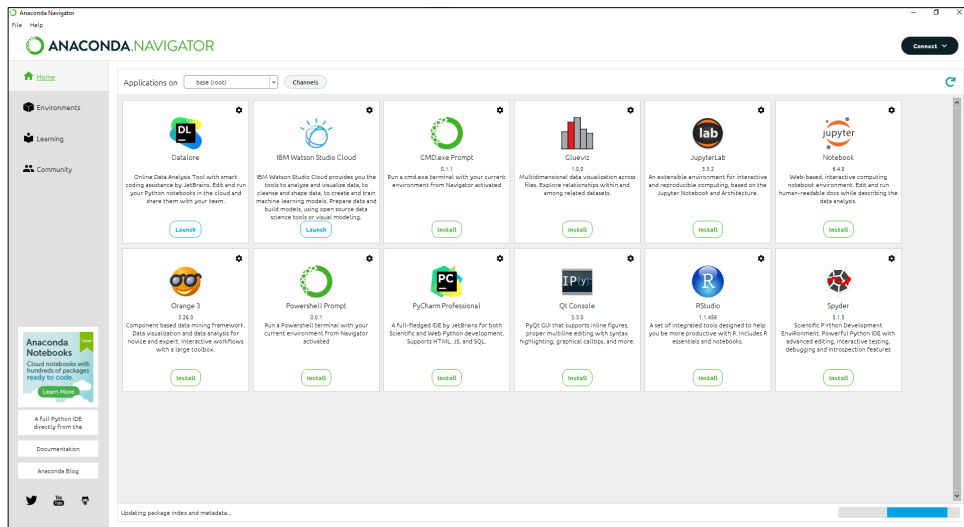 Anaconda Navigator
File Help
ANACONDA.NAVIGATOR
Connect
Home
Environments
Learning
Community
Applications on base (root) Channels
DL
Datalore
Online Data Analysis Tool with smart
coding assistance by JetBrains. Edit and run
your Python notebooks in the cloud and
share them with your team.
Launch
IBM Watson Studio Cloud
IBM Watson Studio Cloud provides you the
tools to analyze and visualize data, to
cleanse and shape data, to create and train
machine learning models. Prepare data and
build models, using open source data
science tools or visual modeling.
Launch
CMD.exe Prompt
0.1.1
Run a cmd.exe terminal with your current
environment from Navigator activated
Install
Glueviz
1.0.0
Multidimensional data visualization across
files. Explore relationships within and
among related datasets.
Install
lab
JupyterLab
3.3.2
An extensible environment for interactive
and reproducible computing, based on the
Jupyter Notebook and Architecture.
Install
jupyter
Notebook
6.4.8
Web-based, interactive computing
notebook environment. Edit and run
human-readable docs while describing the
data analysis.
Install
Orange 3
3.26.0
Component based data mining framework.
Data visualization and data analysis for
novice and expert. Interactive workflows
with a large toolbox.
Install
Powershell Prompt
0.0.1
Run a Powershell terminal with your
current environment from Navigator
activated
Install
PC
PyCharm Professional
A full-fledged IDE by JetBrains for both
Scientific and Web Python development.
Supports HTML, JS, and SQL.
Install
IP[y]:
Qt Console
5.3.0
PyQt GUI that supports inline figures,
proper multiline editing with syntax
highlighting, graphical calltips, and more.
Install
R
RStudio
1.1.456
A set of integrated tools designed to help
you be more productive with R. Includes R
essentials and notebooks.
Install
Spyder
5.1.5
Scientific PYthon Development
EnviRonment. Powerful Python IDE with
advanced editing, interactive testing,
debugging and introspection features
Install
Anaconda
Notebooks
Cloud notebooks with
hundreds of packages
ready to code.
Learn More
A full Python IDE
directly from the
Documentation
Anaconda Blog
You
Tube
Updating package index and metadata...